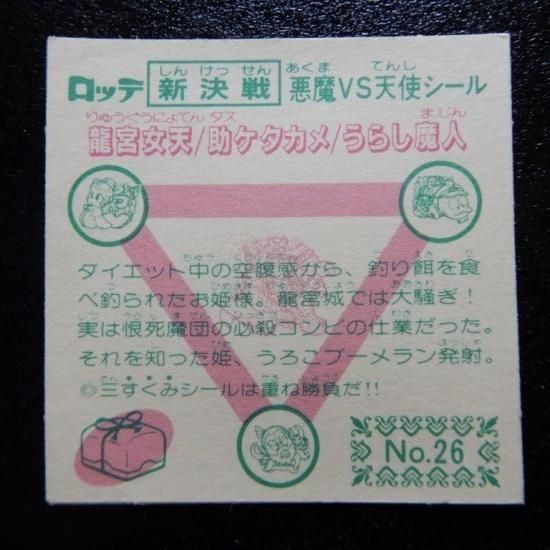 しんけっせん あくま てんし
ロッテ 新決戦 悪魔VS天使シール
りゅうぐうにょてん タス まじん
龍宮女天/助ケタカメ/うらし魔人
ダイエット中の空腹感から、釣り餌を食
べ釣られたお姫様。龍宮城では大騒ぎ!
実は恨死魔団の必殺コンビの仕業だった。
それを知った姫、うろこブーメラン発射。
◎三すくみシールは重ね勝負だ!!
No.26